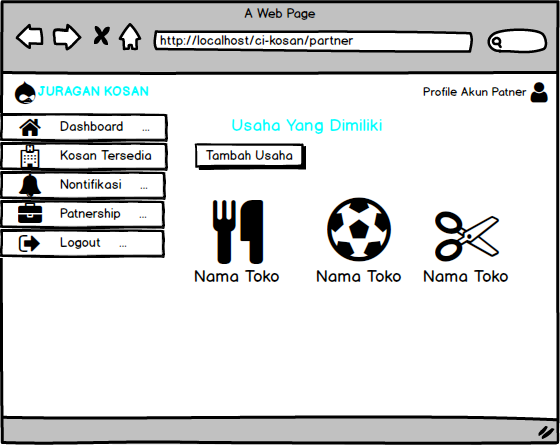 A Web Page
http://localhost/ci-kosan/partner
JURAGAN KOSAN
Profile Akun Patner
Dashboard ...
Kosan Tersedia
Nontifikasi ...
Patnership ...
Logout ...
Usaha Yang Dimiliki
Tambah Usaha
Nama Toko Nama Toko Nama Toko